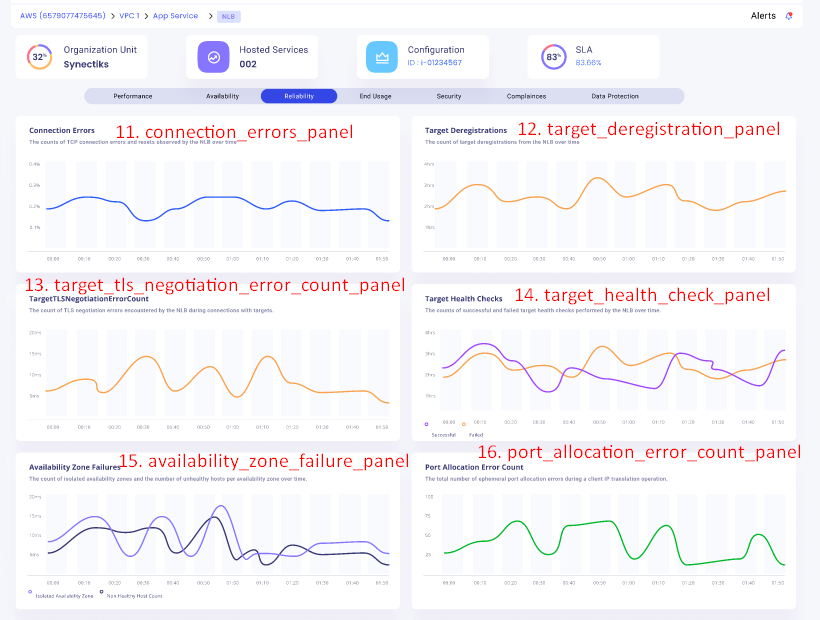 AWS (6579077475645) > VPC 1 > App Service > NLB
Alerts
32%
Organization Unit
Synectiks
Hosted Services
002
Configuration
ID : i-01234567
83%
SLA
83.66%
Performance Availability Reliability End Usage Security Complainces Data Protection
Connection Errors
11. connection_errors_panel
The counts of TCP connection errors and resets observed by the NLB over time
0.4%
0.3%
0.2%
0.1%
00:00 00:10 00:20 00:30 00:40 00:50 01:00 01:10 01:20 01:30 01:40 01:50
Target Deregistrations
12. target_deregistration_panel
The count of target deregistrations from the NLB over time
4hrs
3hrs
2hrs
1hrs
00:00 00:10 00:20 00:30 00:40 00:50 01:00 01:10 01:20 01:30 01:40 01:50
13. target_tls_negotiation_error_count_panel
TargetTLSNegotiationErrorCount
The count of TLS negotiation errors encountered by the NLB during connections with targets.
20ms
15ms
10ms
5ms
00:00 00:10 00:20 00:30 00:40 00:50 01:00 01:10 01:20 01:30 01:40 01:50
Target Health Checks
14. target_health_check_panel
The counts of successful and failed target health checks performed by the NLB over time.
4hrs
3hrs
2hrs
1hrs
00:00 00:10 00:20 00:30 00:40 00:50 01:00 01:10 01:20 01:30 01:40 01:50
Successful Failed
Availability Zone Failures
15. availability_zone_failure_panel
The count of isolated availability zones and the number of unhealthy hosts per availability zone over time.
20ms
15ms
10ms
5ms
00:00 00:10 00:20 00:30 00:40 00:50 01:00 01:10 01:20 01:30 01:40 01:50
Isolated Availability Zone Non Healthy Host Count
16. port_allocation_error_count_panel
Port Allocation Error Count
The total number of ephemeral port allocation errors during a client IP translation operation.
100
75
50
25
00:00 00:10 00:20 00:30 00:40 00:50 01:00 01:10 01:20 01:30 01:40 01:50